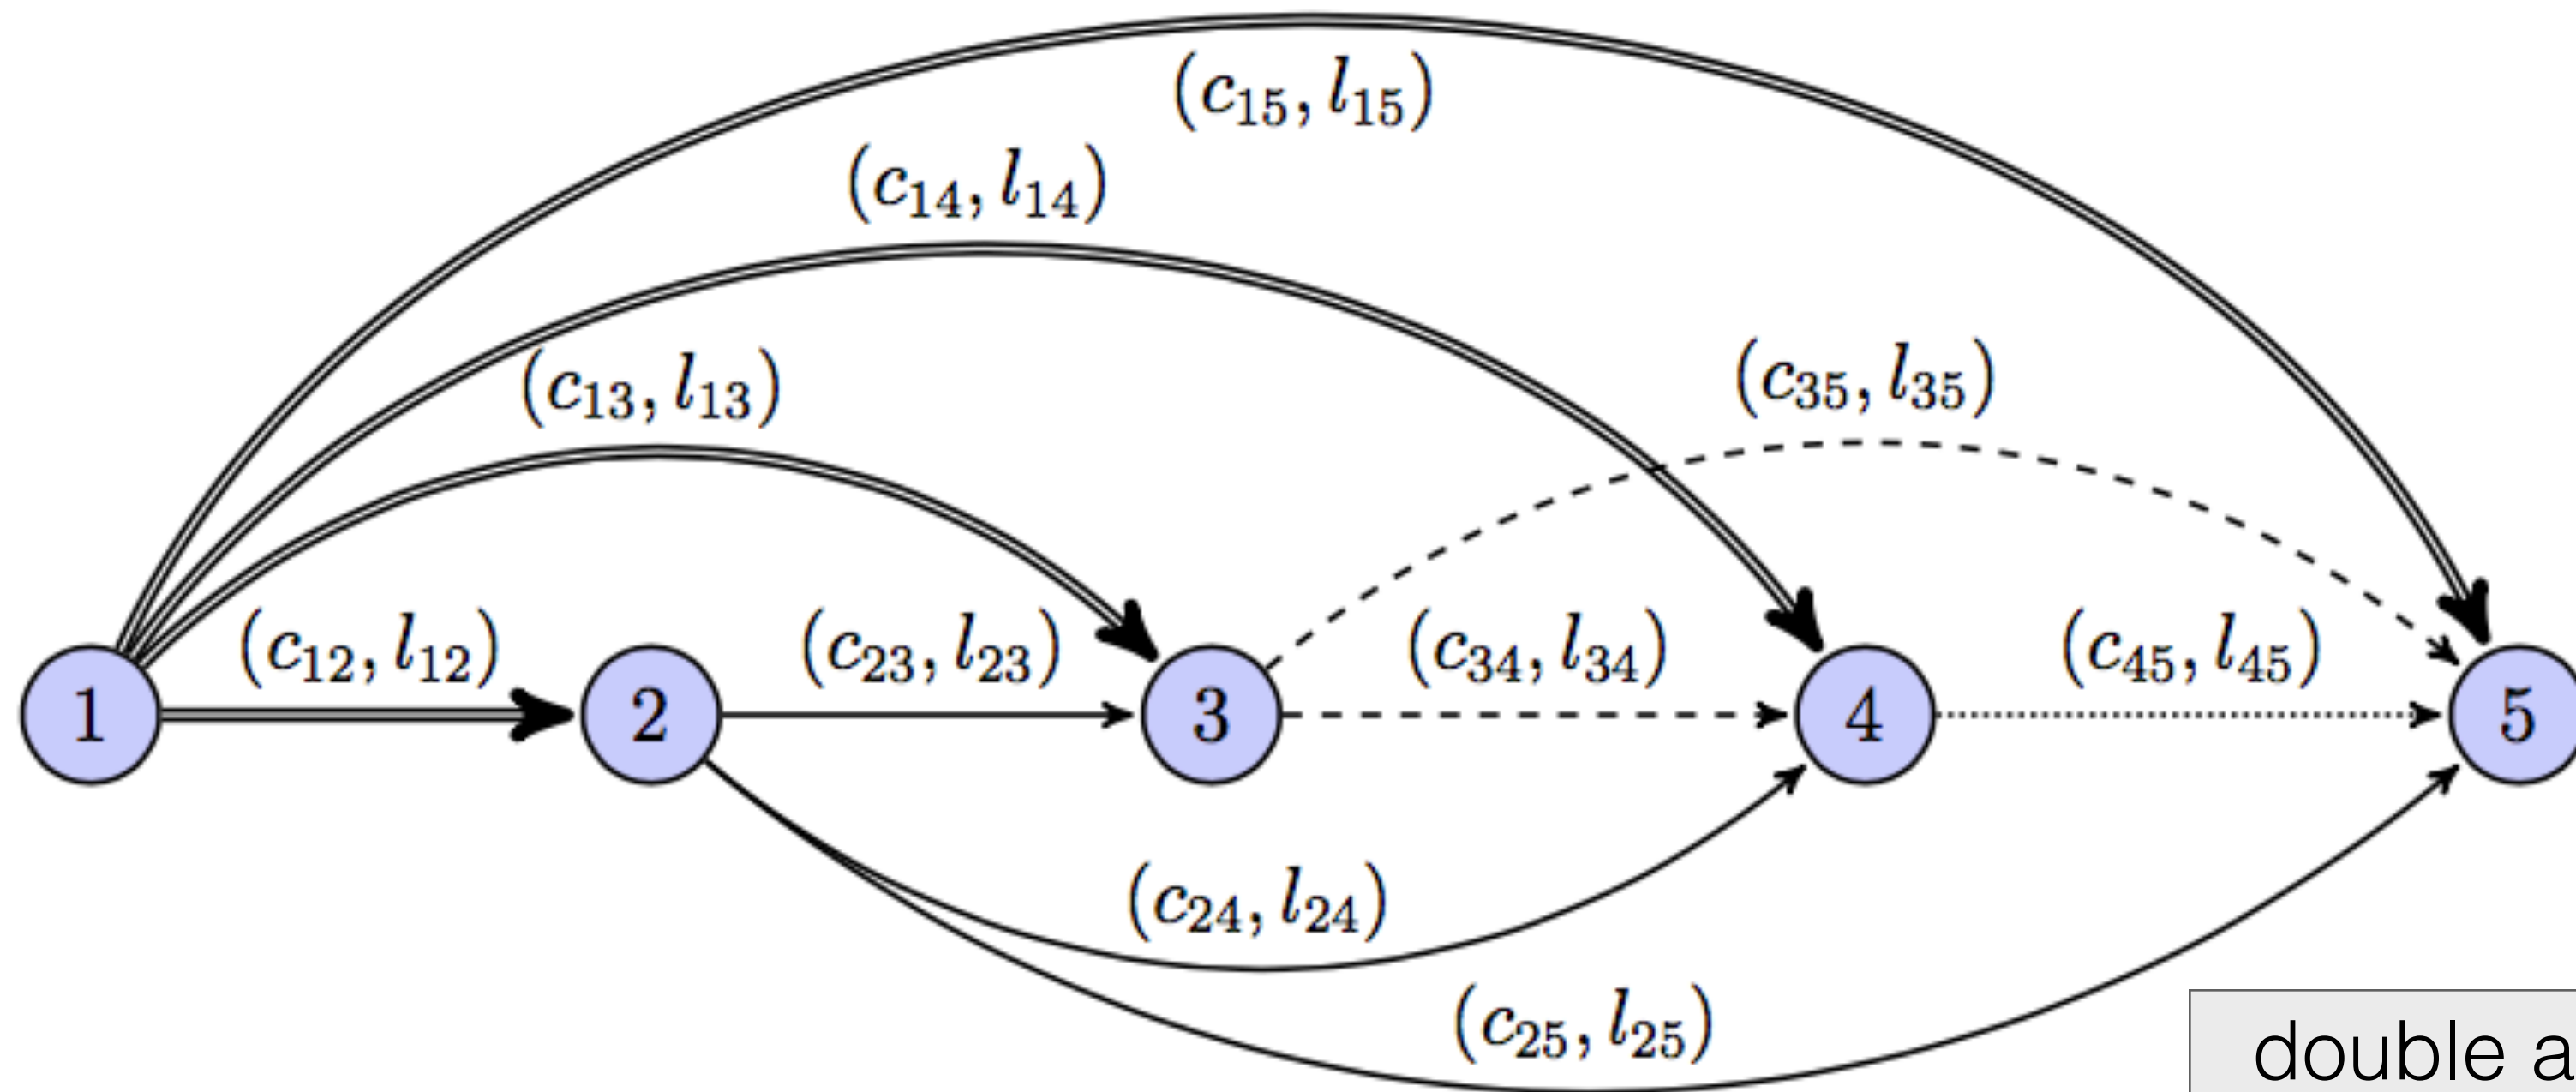 (c₁₅, l₁₅)
(c₁₄, l₁₄)
(c₁₃, l₁₃)
(c₃₅, l₃₅)
(c₁₂, l₁₂) (c₂₃, l₂₃) (c₃₄, l₃₄) (c₄₅, l₄₅)
1 2 3 4 5
(c₂₄, l₂₄)
(c₂₅, l₂₅)
double a